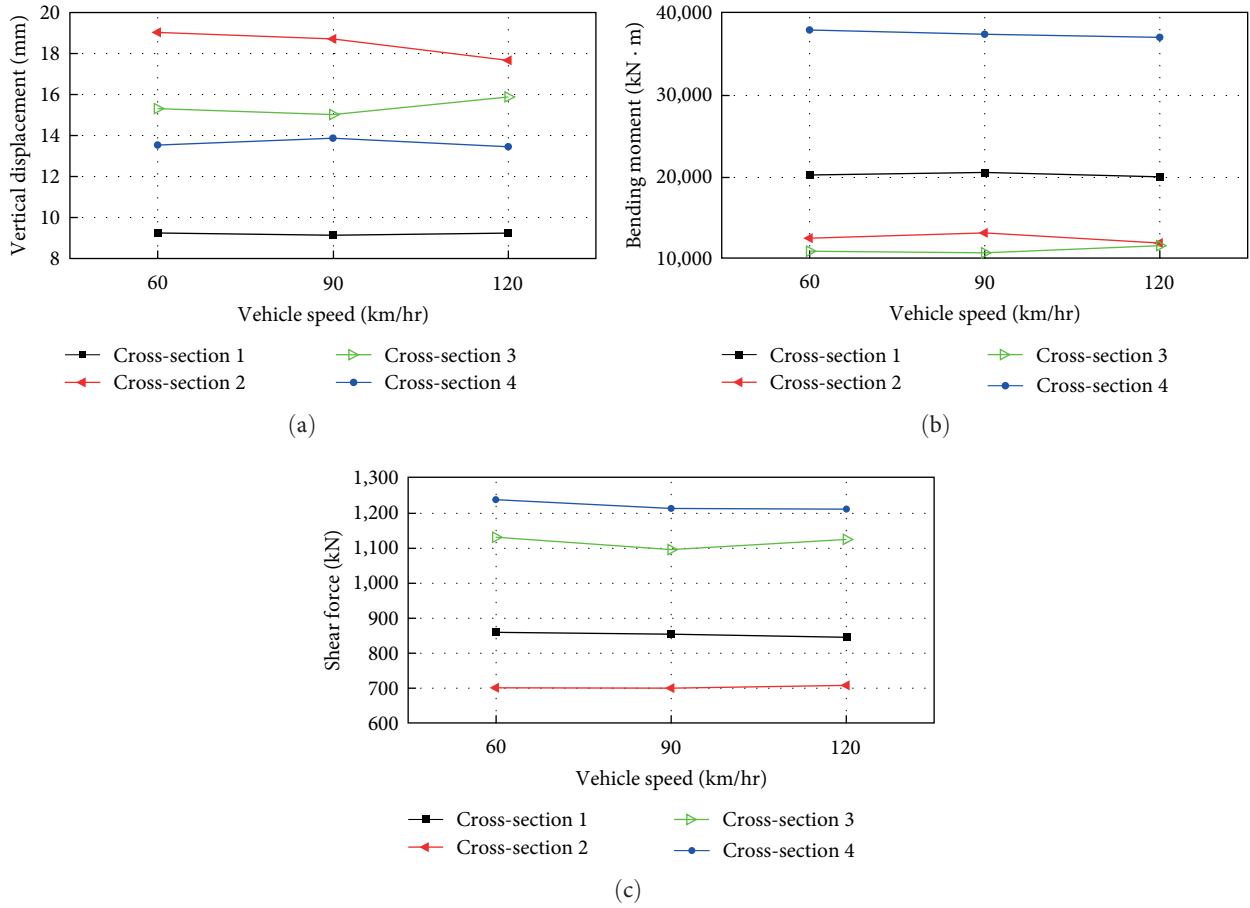 20
18
16
14
12
10
9
8
Vertical displacement (mm)
60
90
120
Vehicle speed (km/hr)
Cross-section 1
Cross-section 3
Cross-section 2
Cross-section 4
(a)
40,000
30,000
20,000
10,000
Bending moment (kN · m)
60
90
120
Vehicle speed (km/hr)
Cross-section 1
Cross-section 3
Cross-section 2
Cross-section 4
(b)
1,300
1,200
1,100
1,000
900
800
700
600
Shear force (kN)
60
90
120
Vehicle speed (km/hr)
Cross-section 1
Cross-section 3
Cross-section 2
Cross-section 4
(c)